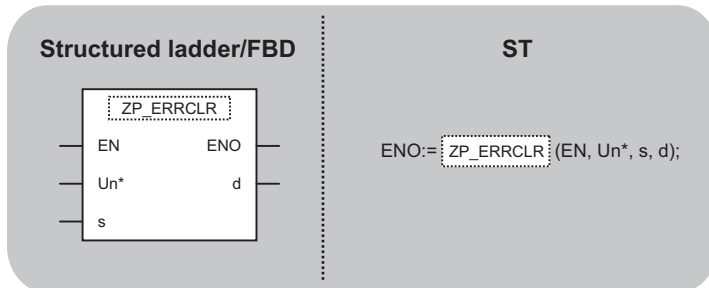 Structured ladder/FBD
ZP_ERRCLR
EN ENO
Un* d
s
ST
ENO:= ZP_ERRCLR (EN, Un*, s, d);